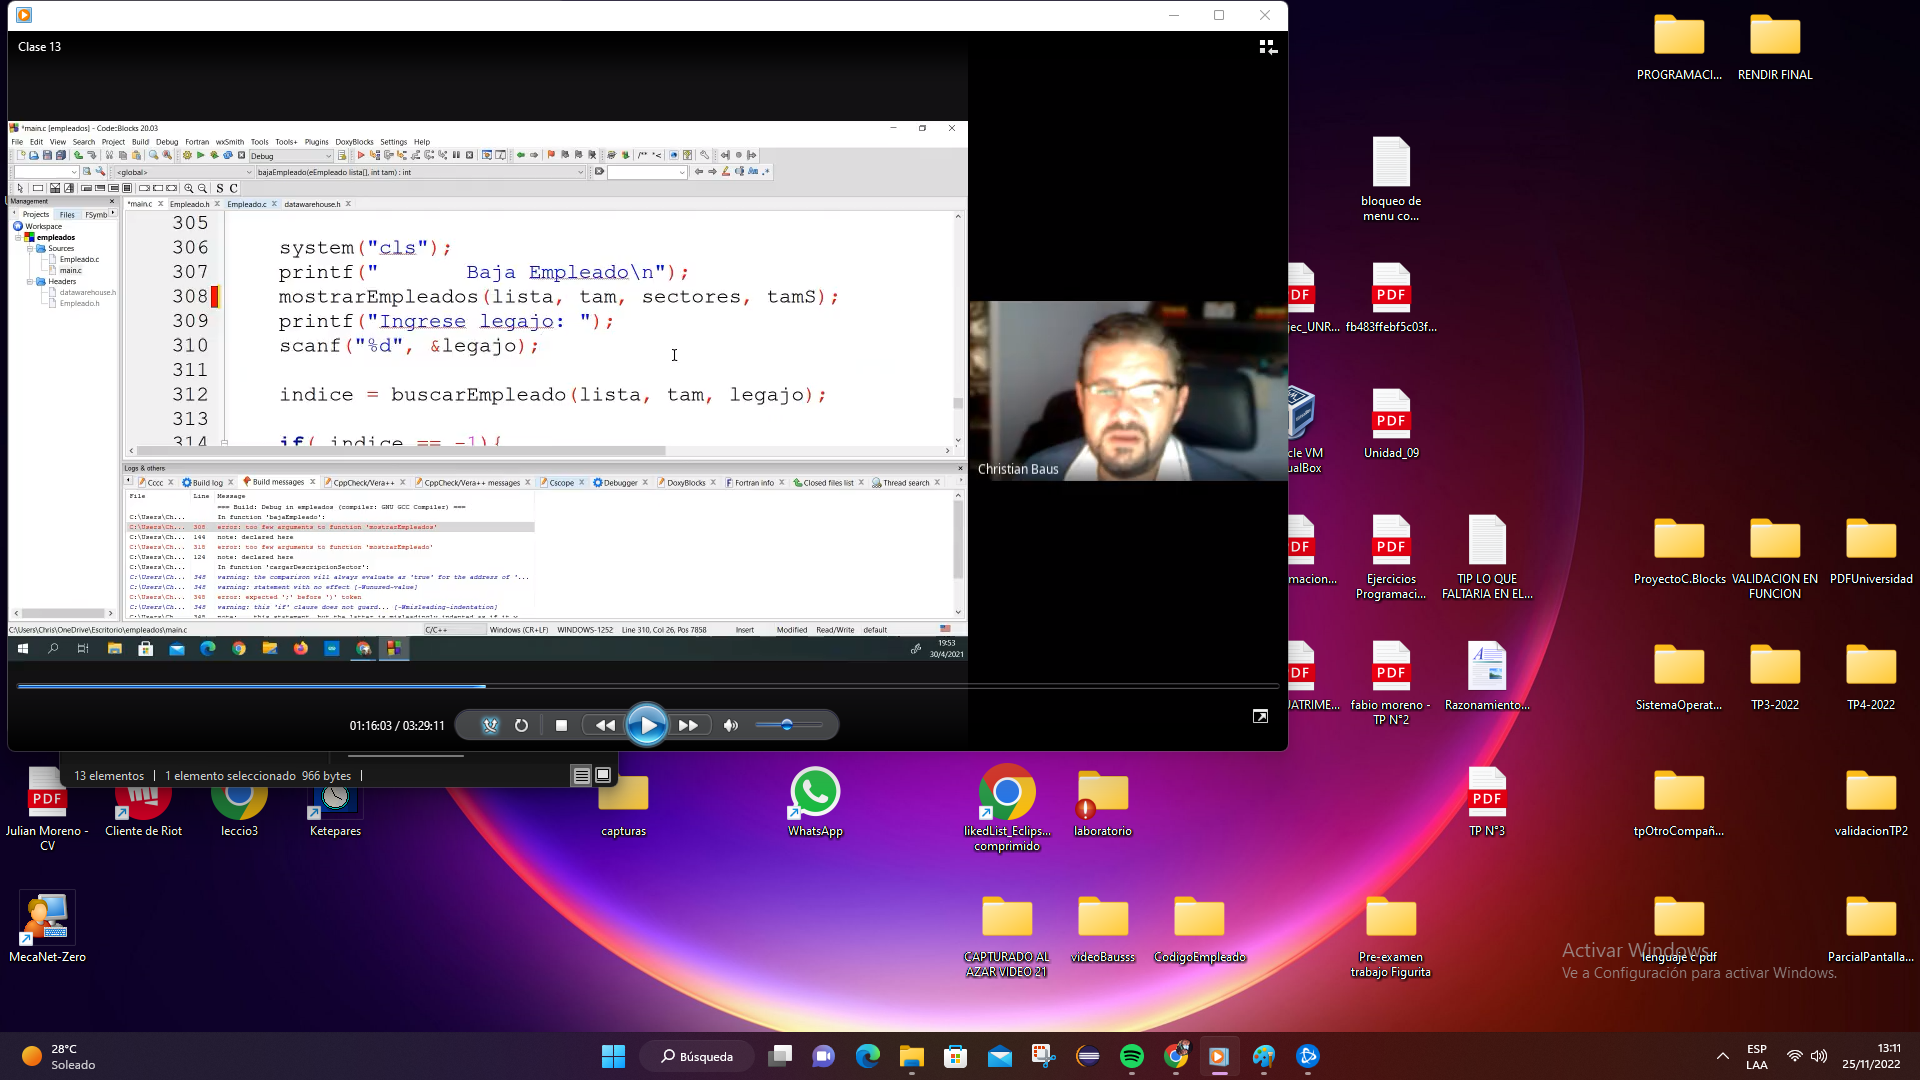 Clase 13
*main.c [empleados] - Code::Blocks 20.03
File Edit View Search Project Build Debug Fortran wxSmith Tools Tools+ Plugins DoxyBlocks Settings Help
Debug
<global>
bajaEmpleado(eEmpleado lista[], int tam) : int
S C
Management
*main.c Empleado.h Empleado.c datawarehouse.h
Projects Files FSymb
Workspace
empleados
Sources
Empleado.c
main.c
Headers
datawarehouse.h
Empleado.h
305
306 system("cls");
307 printf(" Baja Empleado\n");
308 mostrarEmpleados(lista, tam, sectores, tamS);
309 printf("Ingrese legajo: ");
310 scanf("%d", &legajo);
311
312 indice = buscarEmpleado(lista, tam, legajo);
313
314 if( indice == -1){
Logs & others
Cccc Build log Build messages CppCheck/Vera++ CppCheck/Vera++ messages Cscope Debugger DoxyBlocks Fortran info Closed files list Thread search
File Line Message
=== Build: Debug in empleados (compiler: GNU GCC Compiler) ===
C:\Users\Ch... In function 'bajaEmpleado':
C:\Users\Ch... 308 error: too few arguments to function 'mostrarEmpleados'
C:\Users\Ch... 144 note: declared here
C:\Users\Ch... 318 error: too few arguments to function 'mostrarEmpleado'
C:\Users\Ch... 124 note: declared here
C:\Users\Ch... In function 'cargarDescripcionSector':
C:\Users\Ch... 348 warning: the comparison will always evaluate as 'true' for the address of '...
C:\Users\Ch... 348 warning: statement with no effect [-Wunused-value]
C:\Users\Ch... 348 error: expected ';' before ')' token
C:\Users\Ch... 348 warning: this 'if' clause does not guard... [-Wmisleading-indentation]
C:\Users\Chris\OneDrive\Escritorio\empleados\main.c C/C++ Windows (CR+LF) WINDOWS-1252 Line 310, Col 26, Pos 7858 Insert Modified Read/Write default
19:53
30/4/2021
Christian Baus
01:16:03 / 03:29:11
13 elementos 1 elemento seleccionado 966 bytes
PROGRAMACI...
RENDIR FINAL
bloqueo de
menu co...
PDF
jec_UNR...
PDF
fb483ffebf5c03f...
cle VM
ualBox
PDF
Unidad_09
PDF
macion...
PDF
Ejercicios
Programaci...
TIP LO QUE
FALTARIA EN EL...
ProyectoC.Blocks
VALIDACION EN
FUNCION
PDFUniversidad
PDF
UATRIME...
PDF
fabio moreno -
TP N°2
Razonamiento...
SistemaOperat...
TP3-2022
TP4-2022
PDF
Julian Moreno -
CV
Cliente de Riot
leccio3
Ketepares
capturas
WhatsApp
likedList_Eclips...
comprimido
laboratorio
PDF
TP N°3
tpOtroCompañ...
validacionTP2
MecaNet-Zero
CAPTURADO AL
AZAR VIDEO 21
videoBausss
CodigoEmpleado
Pre-examen
trabajo Figurita
lenguaje c pdf
ParcialPantalla...
Activar Windows
Ve a Configuración para activar Windows.
28°C
Soleado
Búsqueda
ESP
LAA
13:11
25/11/2022